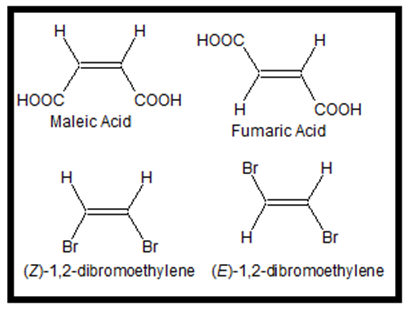 H H
HOOC COOH
Maleic Acid
HOOC H
H COOH
Fumaric Acid
H H
Br Br
(Z)-1,2-dibromoethylene
Br H
H Br
(E)-1,2-dibromoethylene